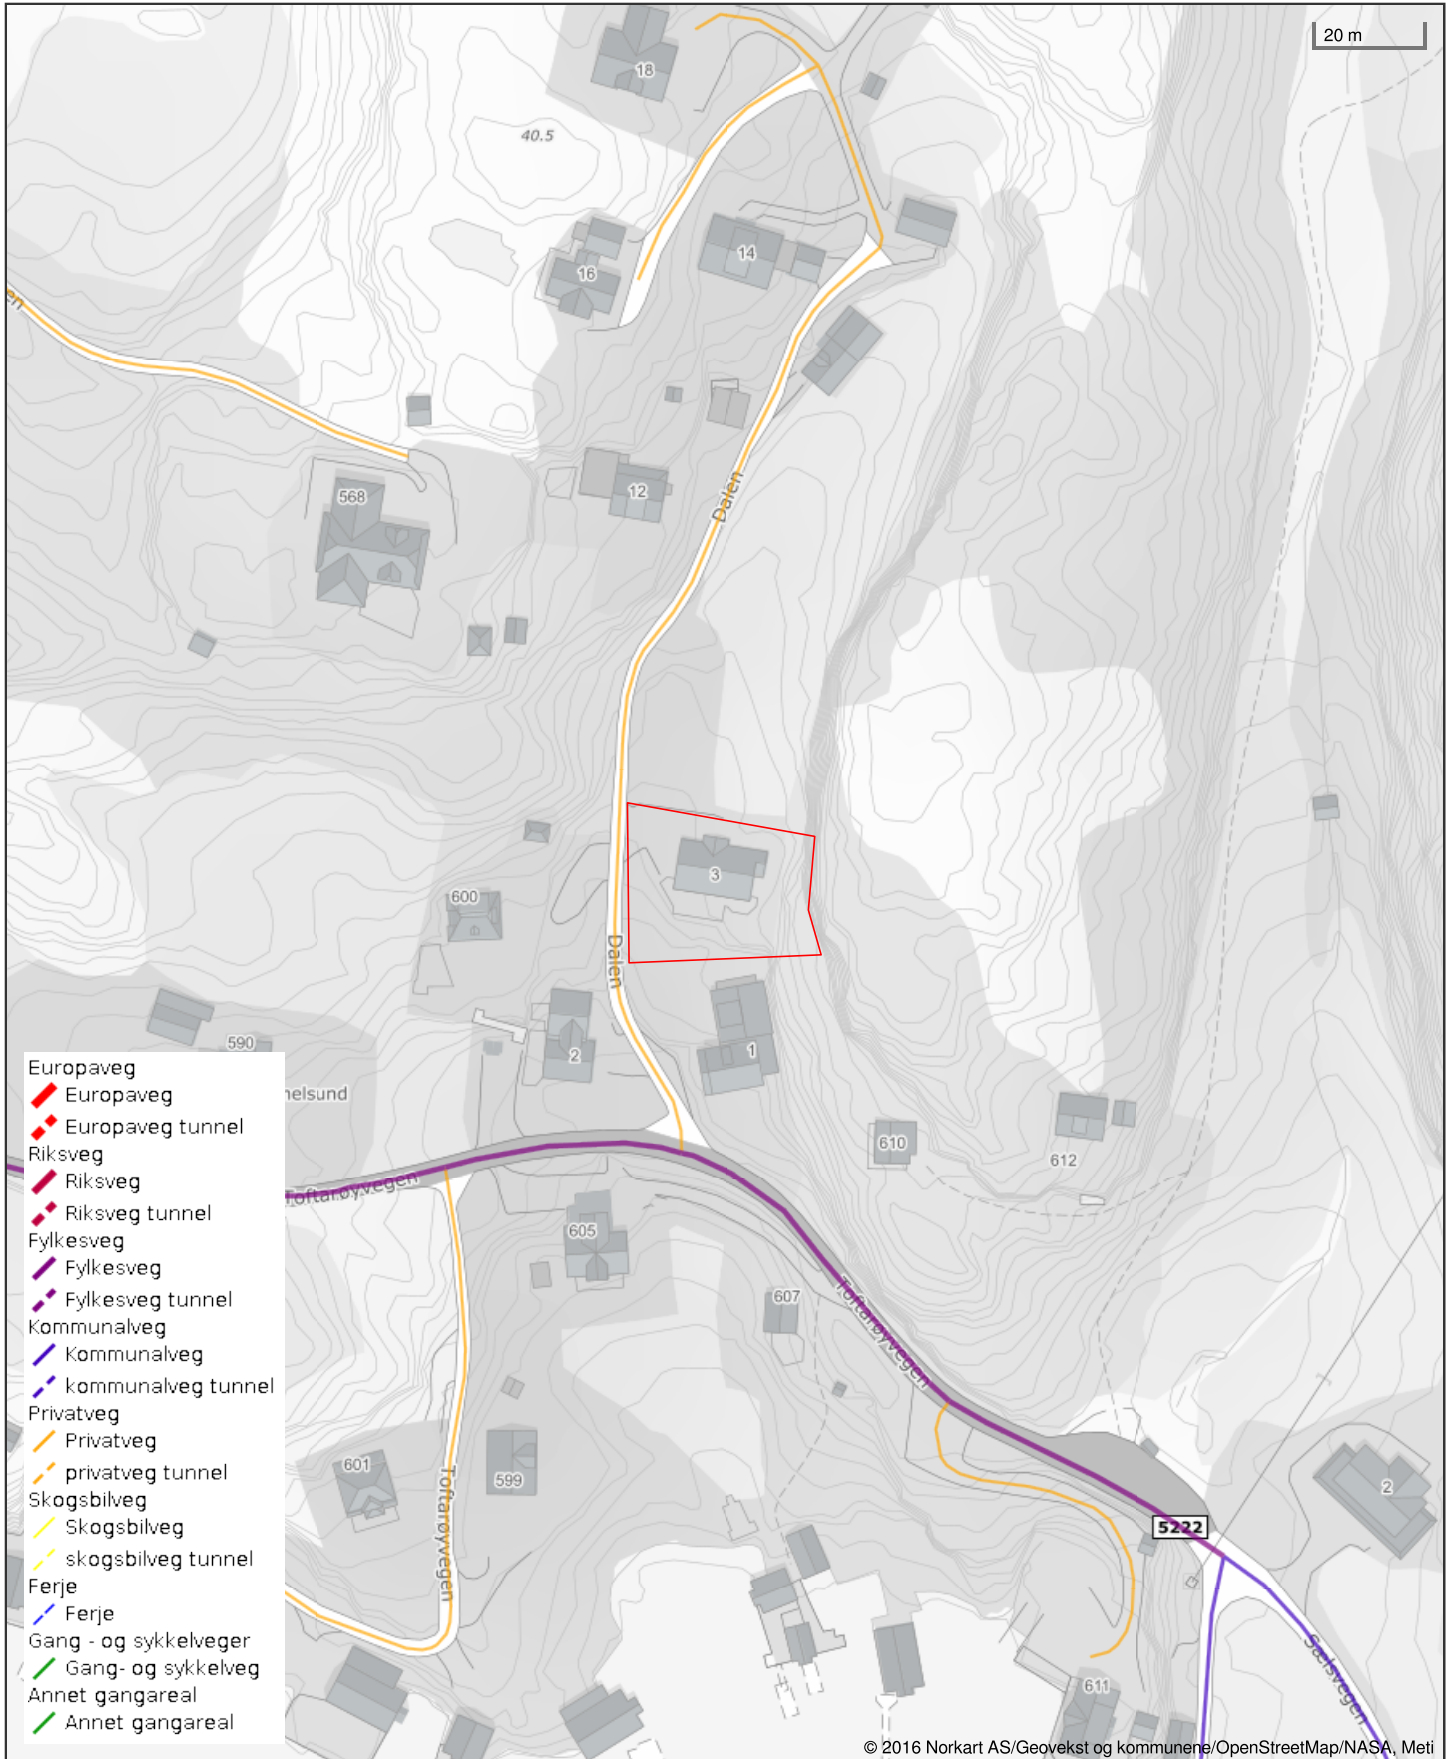 20 m
18
40.5
14
16
en
568
12
Dalen
3
600
Dalen
590
2
1
nelsund
610
612
Toftarøyvegen
605
607
Toftarøyvegen
601
599
Toftarøyvegen
2
5222
Sælsvegen
611
Europaveg
Europaveg
Europaveg tunnel
Riksveg
Riksveg
Riksveg tunnel
Fylkesveg
Fylkesveg
Fylkesveg tunnel
Kommunalveg
Kommunalveg
kommunalveg tunnel
Privatveg
Privatveg
privatveg tunnel
Skogsbilveg
Skogsbilveg
skogsbilveg tunnel
Ferje
Ferje
Gang - og sykkelveger
Gang- og sykkelveg
Annet gangareal
Annet gangareal
© 2016 Norkart AS/Geovekst og kommunene/OpenStreetMap/NASA, Meti